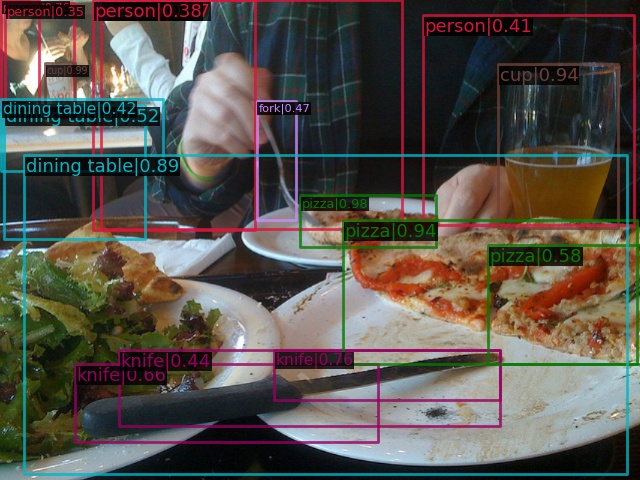 person|0.35
person|0.387
person|0.41
cup|0.99
cup|0.94
dining table|0.42
dining table|0.52
fork|0.47
dining table|0.89
pizza|0.98
pizza|0.94
pizza|0.58
knife|0.44
knife|0.76
knife|0.66